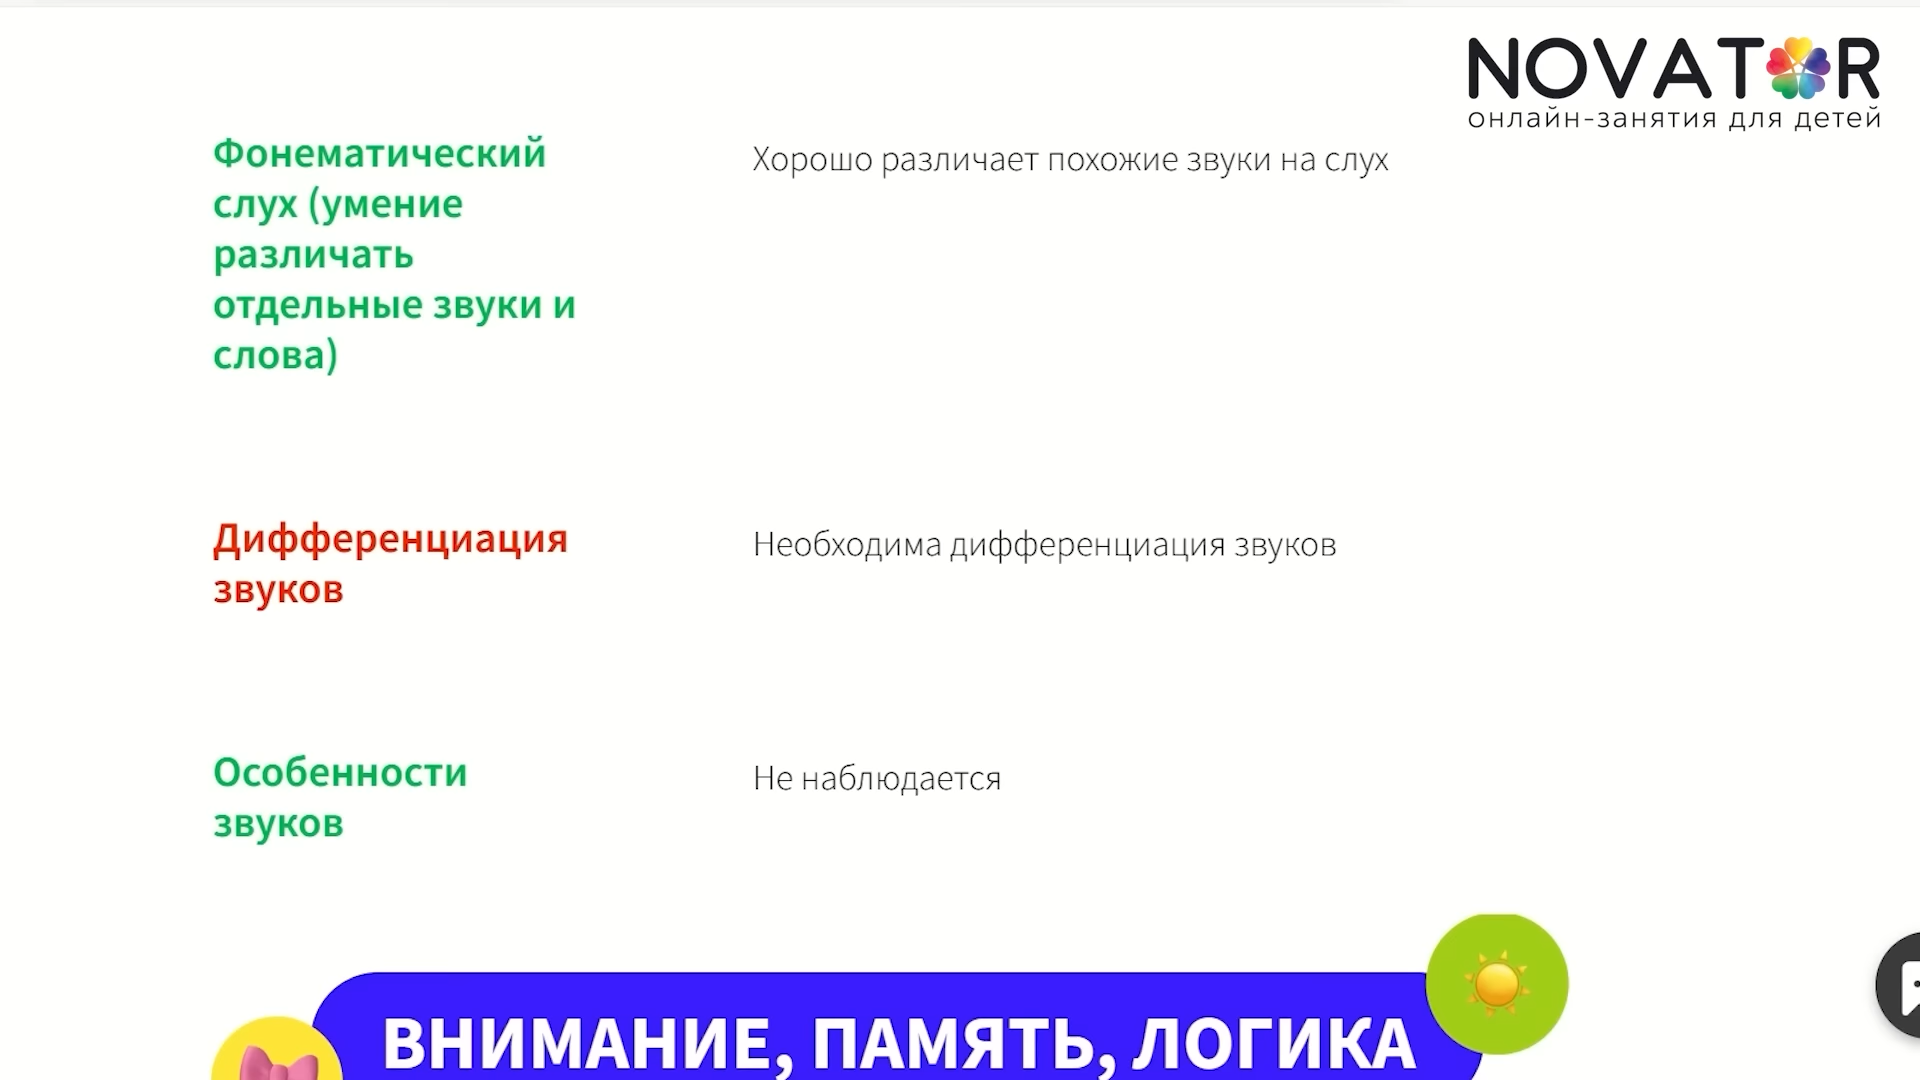 NOVATOR
онлайн-занятия для детей
Фонематический
слух (умение
различать
отдельные звуки и
слова)
Хорошо различает похожие звуки на слух
Дифференциация
звуков
Необходима дифференциация звуков
Особенности
звуков
Не наблюдается
ВНИМАНИЕ, ПАМЯТЬ, ЛОГИКА